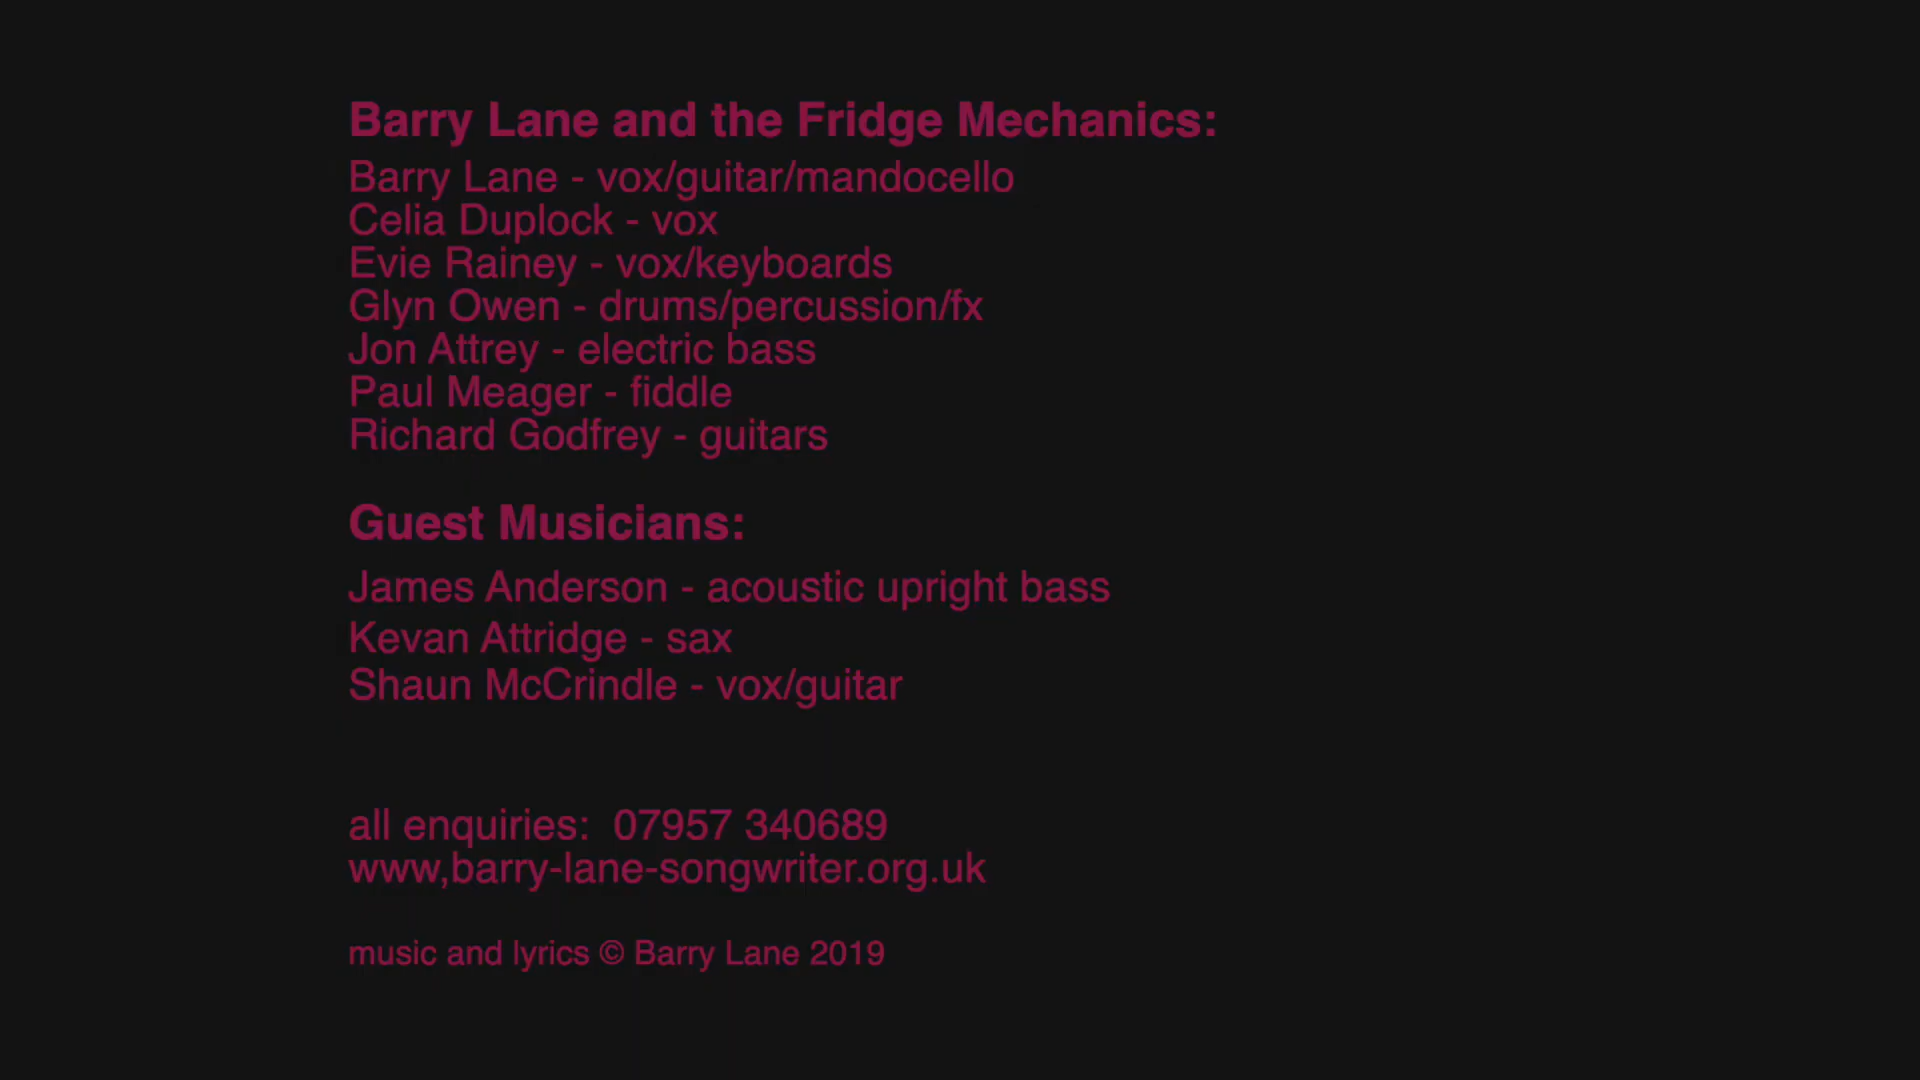 Barry Lane and the Fridge Mechanics:
Barry Lane - vox/guitar/mandocello
Celia Duplock - vox
Evie Rainey - vox/keyboards
Glyn Owen - drums/percussion/fx
Jon Attrey - electric bass
Paul Meager - fiddle
Richard Godfrey - guitars
Guest Musicians:
James Anderson - acoustic upright bass
Kevan Attridge - sax
Shaun McCrindle - vox/guitar
all enquiries:  07957 340689
www,barry-lane-songwriter.org.uk
music and lyrics © Barry Lane 2019